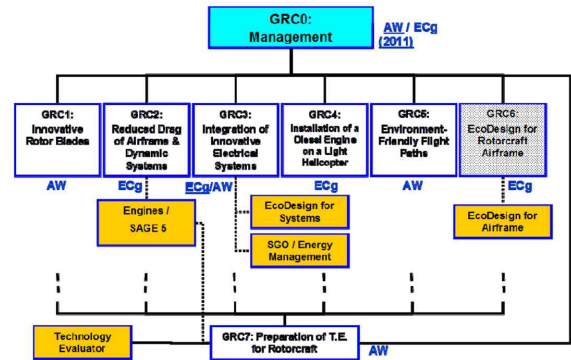 GRC0:
Management
AW / ECg
(2011)
GRC1:
Innovative
Rotor Blades
GRC2:
Reduced Drag
of Airframe &
Dynamic
Systems
GRC3:
Integration of
Innovative
Electrical
Systems
GRC4:
Installation of a
Diesel Engine
on a Light
Helicopter
GRC5:
Environment-
Friendly Flight
Paths
GRC6:
EcoDesign for
Rotorcraft
Airframe
AW
ECg
ECg/AW
ECg
AW
ECg
Engines /
SAGE 5
EcoDesign for
Systems
SGO / Energy
Management
EcoDesign for
Airframe
Technology
Evaluator
GRC7: Preparation of T.E.
for Rotorcraft
AW